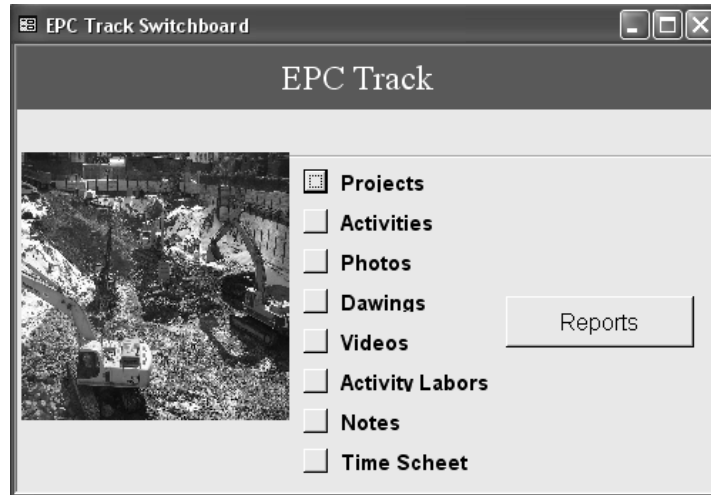 EPC Track Switchboard
EPC Track
Projects
Activities
Photos
Dawings
Videos
Activity Labors
Notes
Time Scheet
Reports